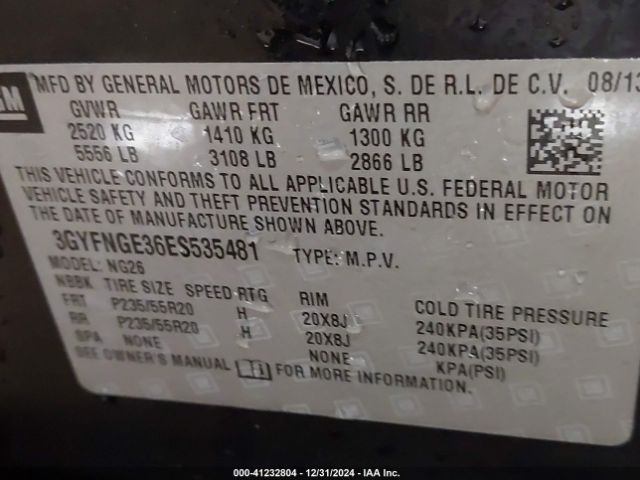 GM
MFD BY GENERAL MOTORS DE MEXICO, S. DE R.L. DE C.V. 08/13
GVWR GAWR FRT GAWR RR
2520 KG 1410 KG 1300 KG
5556 LB 3108 LB 2866 LB
THIS VEHICLE CONFORMS TO ALL APPLICABLE U.S. FEDERAL MOTOR
VEHICLE SAFETY AND THEFT PREVENTION STANDARDS IN EFFECT ON
THE DATE OF MANUFACTURE SHOWN ABOVE.
3GYFNGE36ES535481 TYPE: M.P.V.
MODEL: NG26
NBBK TIRE SIZE SPEED RTG RIM COLD TIRE PRESSURE
FRT P235/55R20 H 20X8J 240KPA(35PSI)
RR P235/55R20 H 20X8J 240KPA(35PSI)
SPA NONE NONE KPA(PSI)
SEE OWNER'S MANUAL FOR MORE INFORMATION.
00-41232804 - 12/31/2024 - IAA Inc.